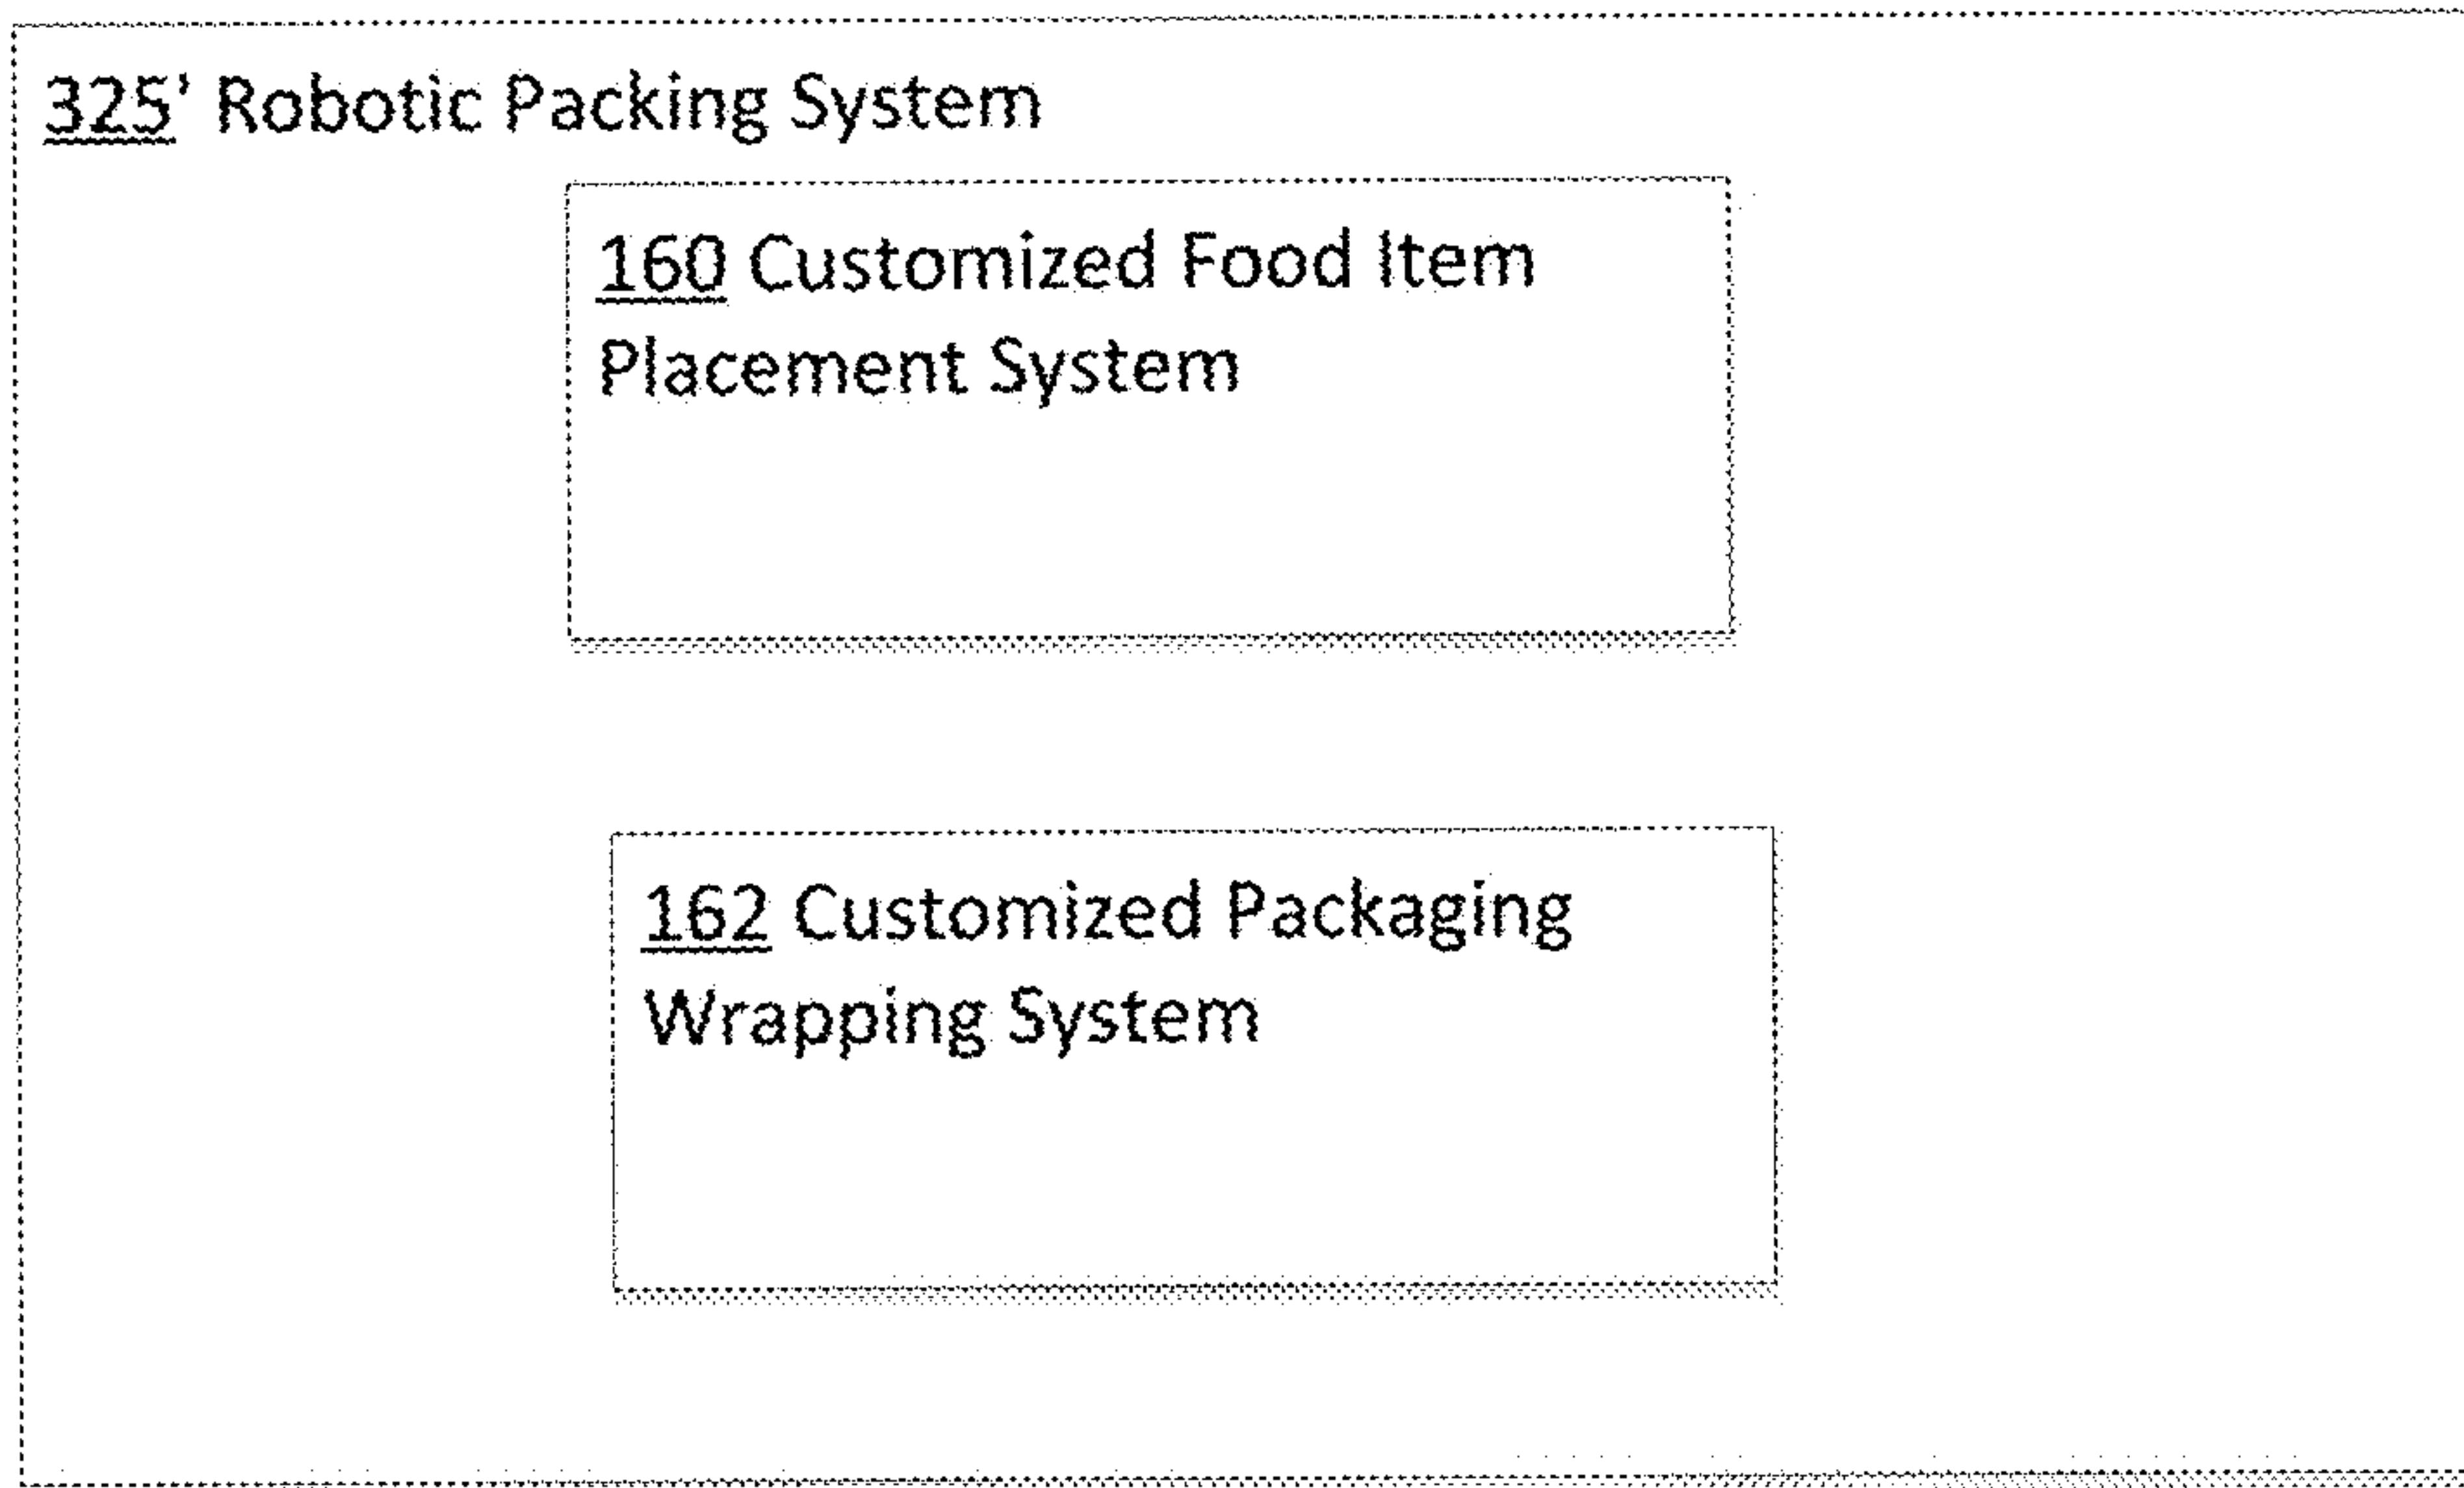 325' Robotic Packing System
160 Customized Food Item
Placement System
162 Customized Packaging
Wrapping System